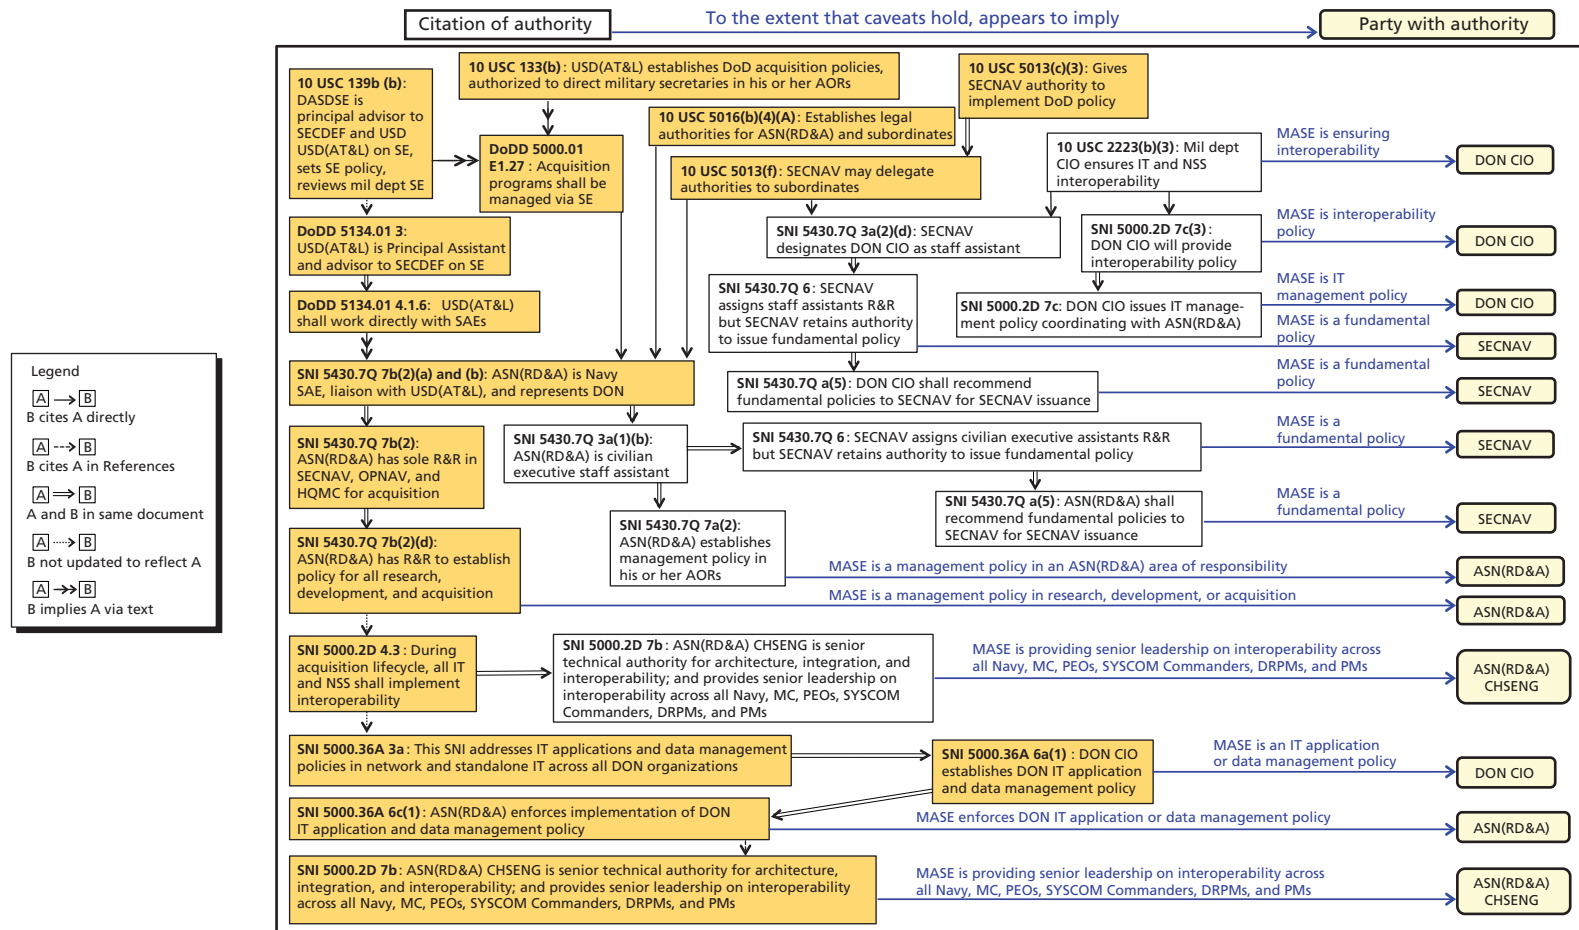 Citation of authority
To the extent that caveats hold, appears to imply
Party with authority
10 USC 139b (b):
DASDSE is
principal advisor to
SECDEF and USD
USD(AT&L) on SE,
sets SE policy,
reviews mil dept SE
10 USC 133(b): USD(AT&L) establishes DoD acquisition policies,
authorized to direct military secretaries in his or her AORs
10 USC 5013(c)(3): Gives
SECNAV authority to
implement DoD policy
10 USC 5016(b)(4)(A): Establishes legal
authorities for ASN(RD&A) and subordinates
DoDD 5000.01
E1.27 : Acquisition
programs shall be
managed via SE
10 USC 5013(f): SECNAV may delegate
authorities to subordinates
10 USC 2223(b)(3): Mil dept
CIO ensures IT and NSS
interoperability
MASE is ensuring
interoperability
DON CIO
DoDD 5134.01 3:
USD(AT&L) is Principal Assistant
and advisor to SECDEF on SE
SNI 5430.7Q 3a(2)(d): SECNAV
designates DON CIO as staff assistant
SNI 5000.2D 7c(3):
DON CIO will provide
interoperability policy
MASE is interoperability
policy
DON CIO
DoDD 5134.01 4.1.6: USD(AT&L)
shall work directly with SAEs
SNI 5430.7Q 6 : SECNAV
assigns staff assistants R&R
but SECNAV retains authority
to issue fundamental policy
SNI 5000.2D 7c: DON CIO issues IT manage-
ment policy coordinating with ASN(RD&A)
MASE is IT
management policy
DON CIO
MASE is a fundamental
policy
SECNAV
SNI 5430.7Q 7b(2)(a) and (b): ASN(RD&A) is Navy
SAE, liaison with USD(AT&L), and represents DON
SNI 5430.7Q a(5): DON CIO shall recommend
fundamental policies to SECNAV for SECNAV issuance
MASE is a fundamental
policy
SECNAV
SNI 5430.7Q 7b(2):
ASN(RD&A) has sole R&R in
SECNAV, OPNAV, and
HQMC for acquisition
SNI 5430.7Q 3a(1)(b):
ASN(RD&A) is civilian
executive staff assistant
SNI 5430.7Q 6 : SECNAV assigns civilian executive assistants R&R
but SECNAV retains authority to issue fundamental policy
MASE is a
fundamental policy
SECNAV
SNI 5430.7Q 7a(2):
ASN(RD&A) establishes
management policy in
his or her AORs
SNI 5430.7Q a(5): ASN(RD&A) shall
recommend fundamental policies to
SECNAV for SECNAV issuance
MASE is a
fundamental policy
SECNAV
SNI 5430.7Q 7b(2)(d):
ASN(RD&A) has R&R to establish
policy for all research,
development, and acquisition
MASE is a management policy in an ASN(RD&A) area of responsibility
ASN(RD&A)
MASE is a management policy in research, development, or acquisition
ASN(RD&A)
SNI 5000.2D 4.3 : During
acquisition lifecycle, all IT
and NSS shall implement
interoperability
SNI 5000.2D 7b : ASN(RD&A) CHSENG is senior
technical authority for architecture, integration, and
interoperability; and provides senior leadership on
interoperability across all Navy, MC, PEOs, SYSCOM
Commanders, DRPMs, and PMs
MASE is providing senior leadership on interoperability across
all Navy, MC, PEOs, SYSCOM Commanders, DRPMs, and PMs
ASN(RD&A)
CHSENG
SNI 5000.36A 3a : This SNI addresses IT applications and data management
policies in network and standalone IT across all DON organizations
SNI 5000.36A 6a(1) : DON CIO
establishes DON IT application
and data management policy
MASE is an IT application
or data management policy
DON CIO
SNI 5000.36A 6c(1): ASN(RD&A) enforces implementation of DON
IT application and data management policy
MASE enforces DON IT application or data management policy
ASN(RD&A)
SNI 5000.2D 7b : ASN(RD&A) CHSENG is senior technical authority for architecture,
integration, and interoperability; and provides senior leadership on interoperability
across all Navy, MC, PEOs, SYSCOM Commanders, DRPMs, and PMs
MASE is providing senior leadership on interoperability across
all Navy, MC, PEOs, SYSCOM Commanders, DRPMs, and PMs
ASN(RD&A)
CHSENG
Legend
A B
B cites A directly
A B
B cites A in References
A B
A and B in same document
A B
B not updated to reflect A
A B
B implies A via text